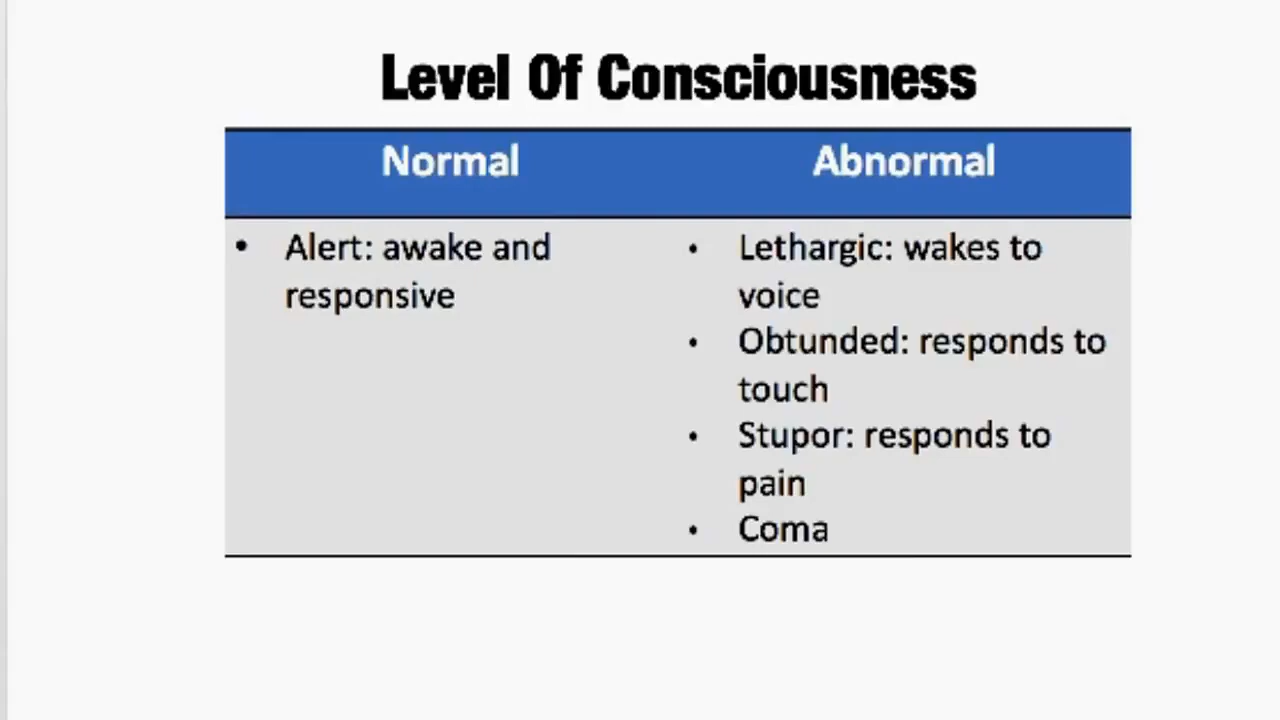 Level Of Consciousness
Normal
Abnormal
• Alert: awake and
responsive
• Lethargic: wakes to
voice
• Obtunded: responds to
touch
• Stupor: responds to
pain
• Coma